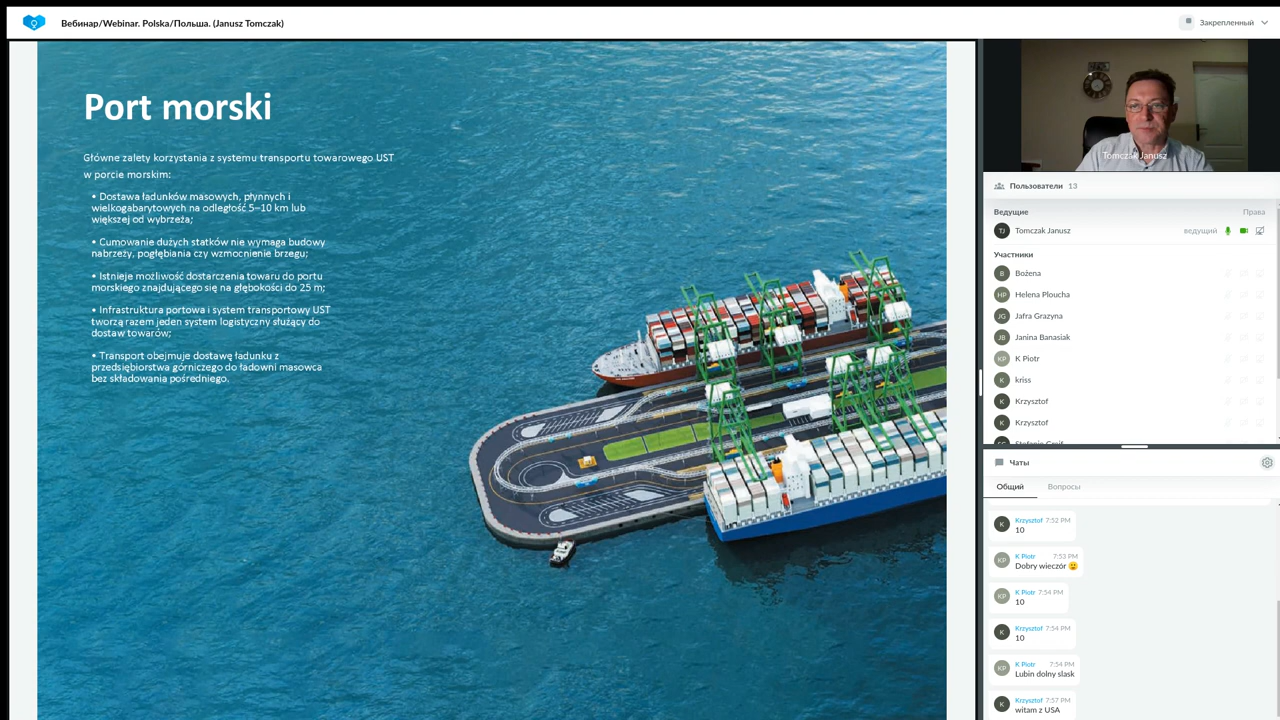 Вебинар/Webinar. Polska/Польша. (Janusz Tomczak)
Закрепленный
Port morski
Główne zalety korzystania z systemu transportu towarowego UST
w porcie morskim:
• Dostawa ładunków masowych, płynnych i
wielkogabarytowych na odległość 5–10 km lub
większej od wybrzeża;
• Cumowanie dużych statków nie wymaga budowy
nabrzeży, pogłębiania czy wzmocnienie brzegu;
• Istnieje możliwość dostarczenia towaru do portu
morskiego znajdującego się na głębokości do 25 m;
• Infrastruktura portowa i system transportowy UST
tworzą razem jeden system logistyczny służący do
dostaw towarów;
• Transport obejmuje dostawę ładunku z
przedsiębiorstwa górniczego do ładowni masowca
bez składowania pośredniego.
Tomczak Janusz
Пользователи 13
Ведущие Права
TJ Tomczak Janusz ведущий
Участники
B Bożena
HP Helena Ploucha
JG Jafra Grazyna
JB Janina Banasiak
KP K Piotr
K kriss
K Krzysztof
K Krzysztof
Чаты
Общий Вопросы
K Krzysztof 7:52 PM
10
KP K Piotr 7:53 PM
Dobry wieczór 🙂
KP K Piotr 7:54 PM
10
K Krzysztof 7:54 PM
10
KP K Piotr 7:54 PM
Lubin dolny slask
K Krzysztof 7:57 PM
witam z USA